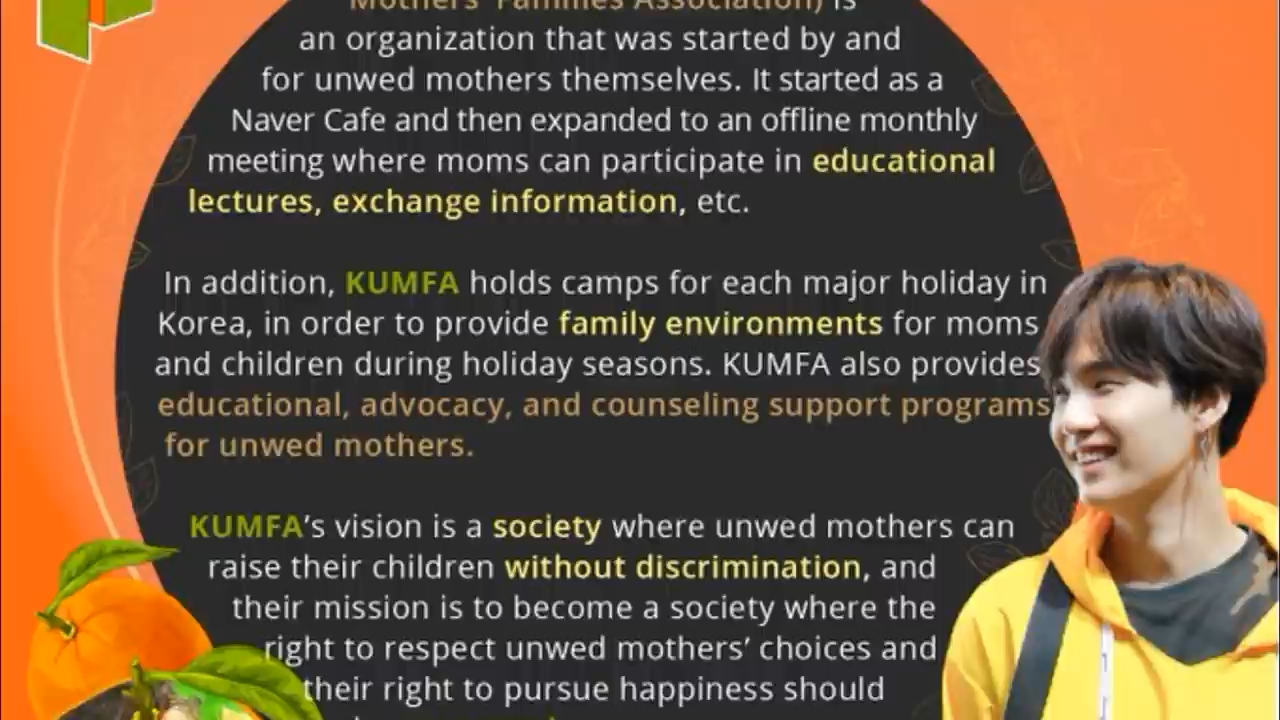 Mothers' Families Association) is
an organization that was started by and
for unwed mothers themselves. It started as a
Naver Cafe and then expanded to an offline monthly
meeting where moms can participate in educational
lectures, exchange information, etc.
In addition, KUMFA holds camps for each major holiday in
Korea, in order to provide family environments for moms
and children during holiday seasons. KUMFA also provides
educational, advocacy, and counseling support programs
for unwed mothers.
KUMFA's vision is a society where unwed mothers can
raise their children without discrimination, and
their mission is to become a society where the
right to respect unwed mothers' choices and
their right to pursue happiness should